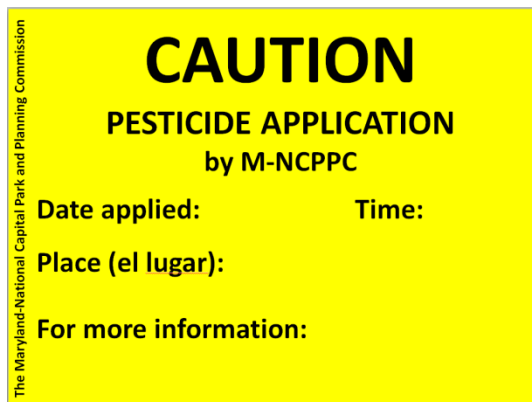 The Maryland-National Capital Park and Planning Commission
CAUTION
PESTICIDE APPLICATION
by M-NCPPC
Date applied: Time:
Place (el lugar):
For more information: